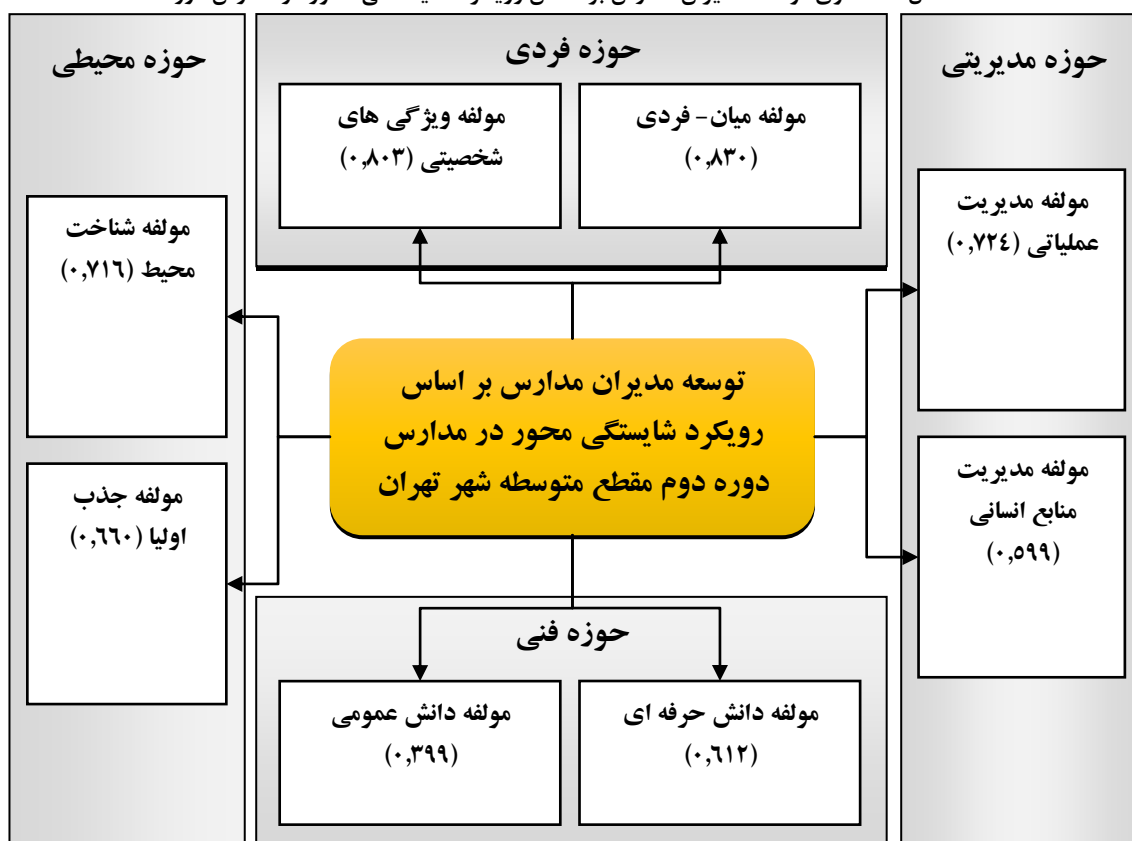 حوزه مدیریتی
مولفه مدیریت
عملیاتی (۰,۷۲٤)
مولفه مدیریت
منابع انسانی
(۰,٥۹۹)
حوزه فردی
مولفه میان- فردی
(۰,۸۳۰)
مولفه ویژگی های
شخصیتی (۰,۸۰۳)
حوزه محیطی
مولفه شناخت
محیط (۰,۷۱٦)
مولفه جذب
اولیا (۰,٦٦۰)
توسعه مدیران مدارس بر اساس
رویکرد شایستگی محور در مدارس
دوره دوم مقطع متوسطه شهر تهران
حوزه فنی
مولفه دانش حرفه ای
(۰,٦۱۲)
مولفه دانش عمومی
(۰,۳۹۹)